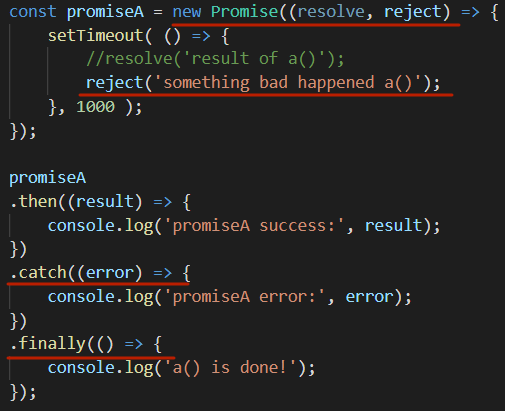 const promiseA = new Promise((resolve, reject) => {
    setTimeout( () => {
        //resolve('result of a()');
        reject('something bad happened a()');
    }, 1000 );
});

promiseA
.then((result) => {
    console.log('promiseA success:', result);
})
.catch((error) => {
    console.log('promiseA error:', error);
})
.finally(() => {
    console.log('a() is done!');
});